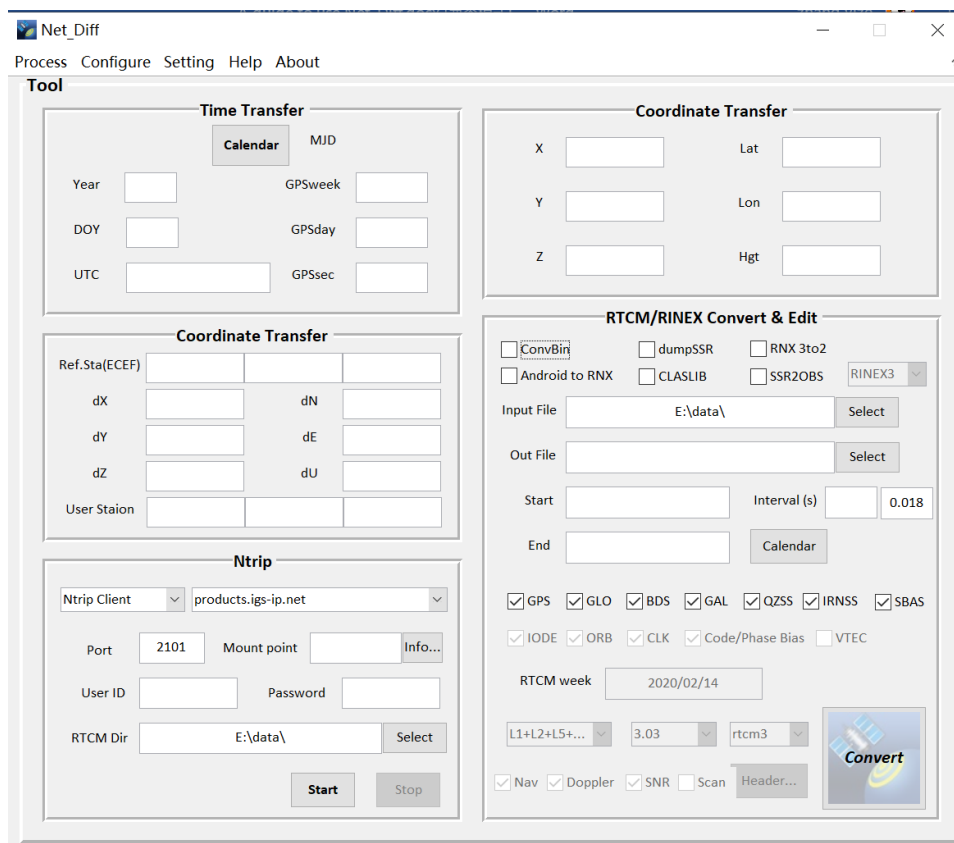 Net_Diff
Process Configure Setting Help About
Tool
Time Transfer
Calendar MJD
Year GPSweek
DOY GPSday
UTC GPSsec
Coordinate Transfer
X Lat
Y Lon
Z Hgt
Coordinate Transfer
Ref.Sta(ECEF)
dX dN
dY dE
dZ dU
User Staion
RTCM/RINEX Convert & Edit
ConvBin dumpSSR RNX 3to2
Android to RNX CLASLIB SSR2OBS RINEX3
Input File E:\data\ Select
Out File Select
Start Interval (s) 0.018
End Calendar
GPS GLO BDS GAL QZSS IRNSS SBAS
IODE ORB CLK Code/Phase Bias VTEC
RTCM week 2020/02/14
L1+L2+L5+... 3.03 rtcm3
Nav Doppler SNR Scan Header...
Convert
Ntrip
Ntrip Client products.igs-ip.net
Port 2101 Mount point Info...
User ID Password
RTCM Dir E:\data\ Select
Start Stop